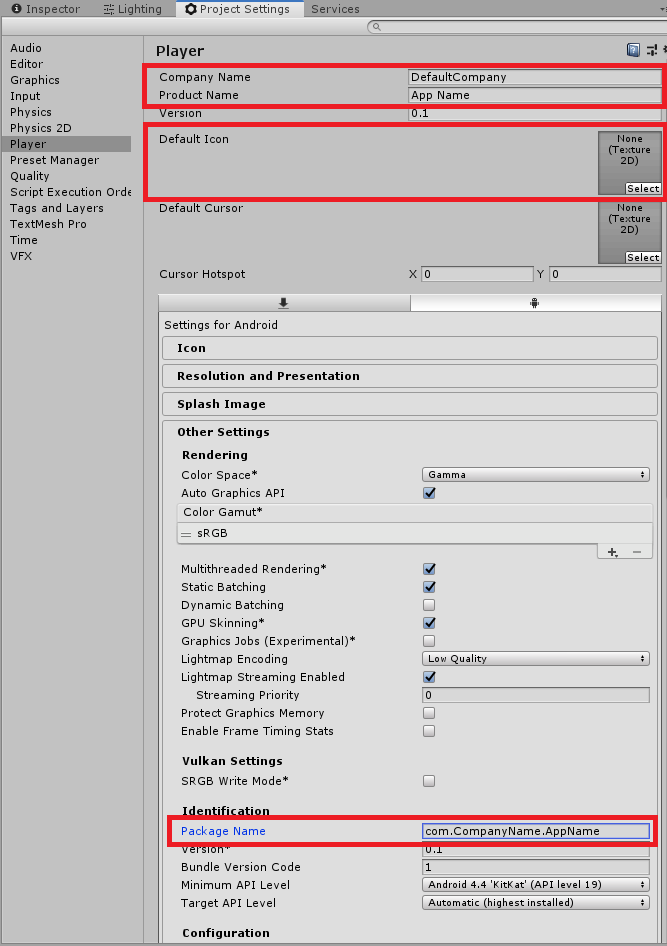 Inspector Lighting Project Settings Services
Audio
Editor
Graphics
Input
Physics
Physics 2D
Player
Preset Manager
Quality
Script Execution Orde
Tags and Layers
TextMesh Pro
Time
VFX
Player
Company Name DefaultCompany
Product Name App Name
Version 0.1
Default Icon
None
(Texture
2D)
Select
Default Cursor
None
(Texture
2D)
Select
Cursor Hotspot X 0 Y 0
Settings for Android
Icon
Resolution and Presentation
Splash Image
Other Settings
Rendering
Color Space* Gamma
Auto Graphics API
Color Gamut*
sRGB
Multithreaded Rendering*
Static Batching
Dynamic Batching
GPU Skinning*
Graphics Jobs (Experimental)*
Lightmap Encoding Low Quality
Lightmap Streaming Enabled
Streaming Priority 0
Protect Graphics Memory
Enable Frame Timing Stats
Vulkan Settings
SRGB Write Mode*
Identification
Package Name com.CompanyName.AppName
Version* 0.1
Bundle Version Code 1
Minimum API Level Android 4.4 'KitKat' (API level 19)
Target API Level Automatic (highest installed)
Configuration